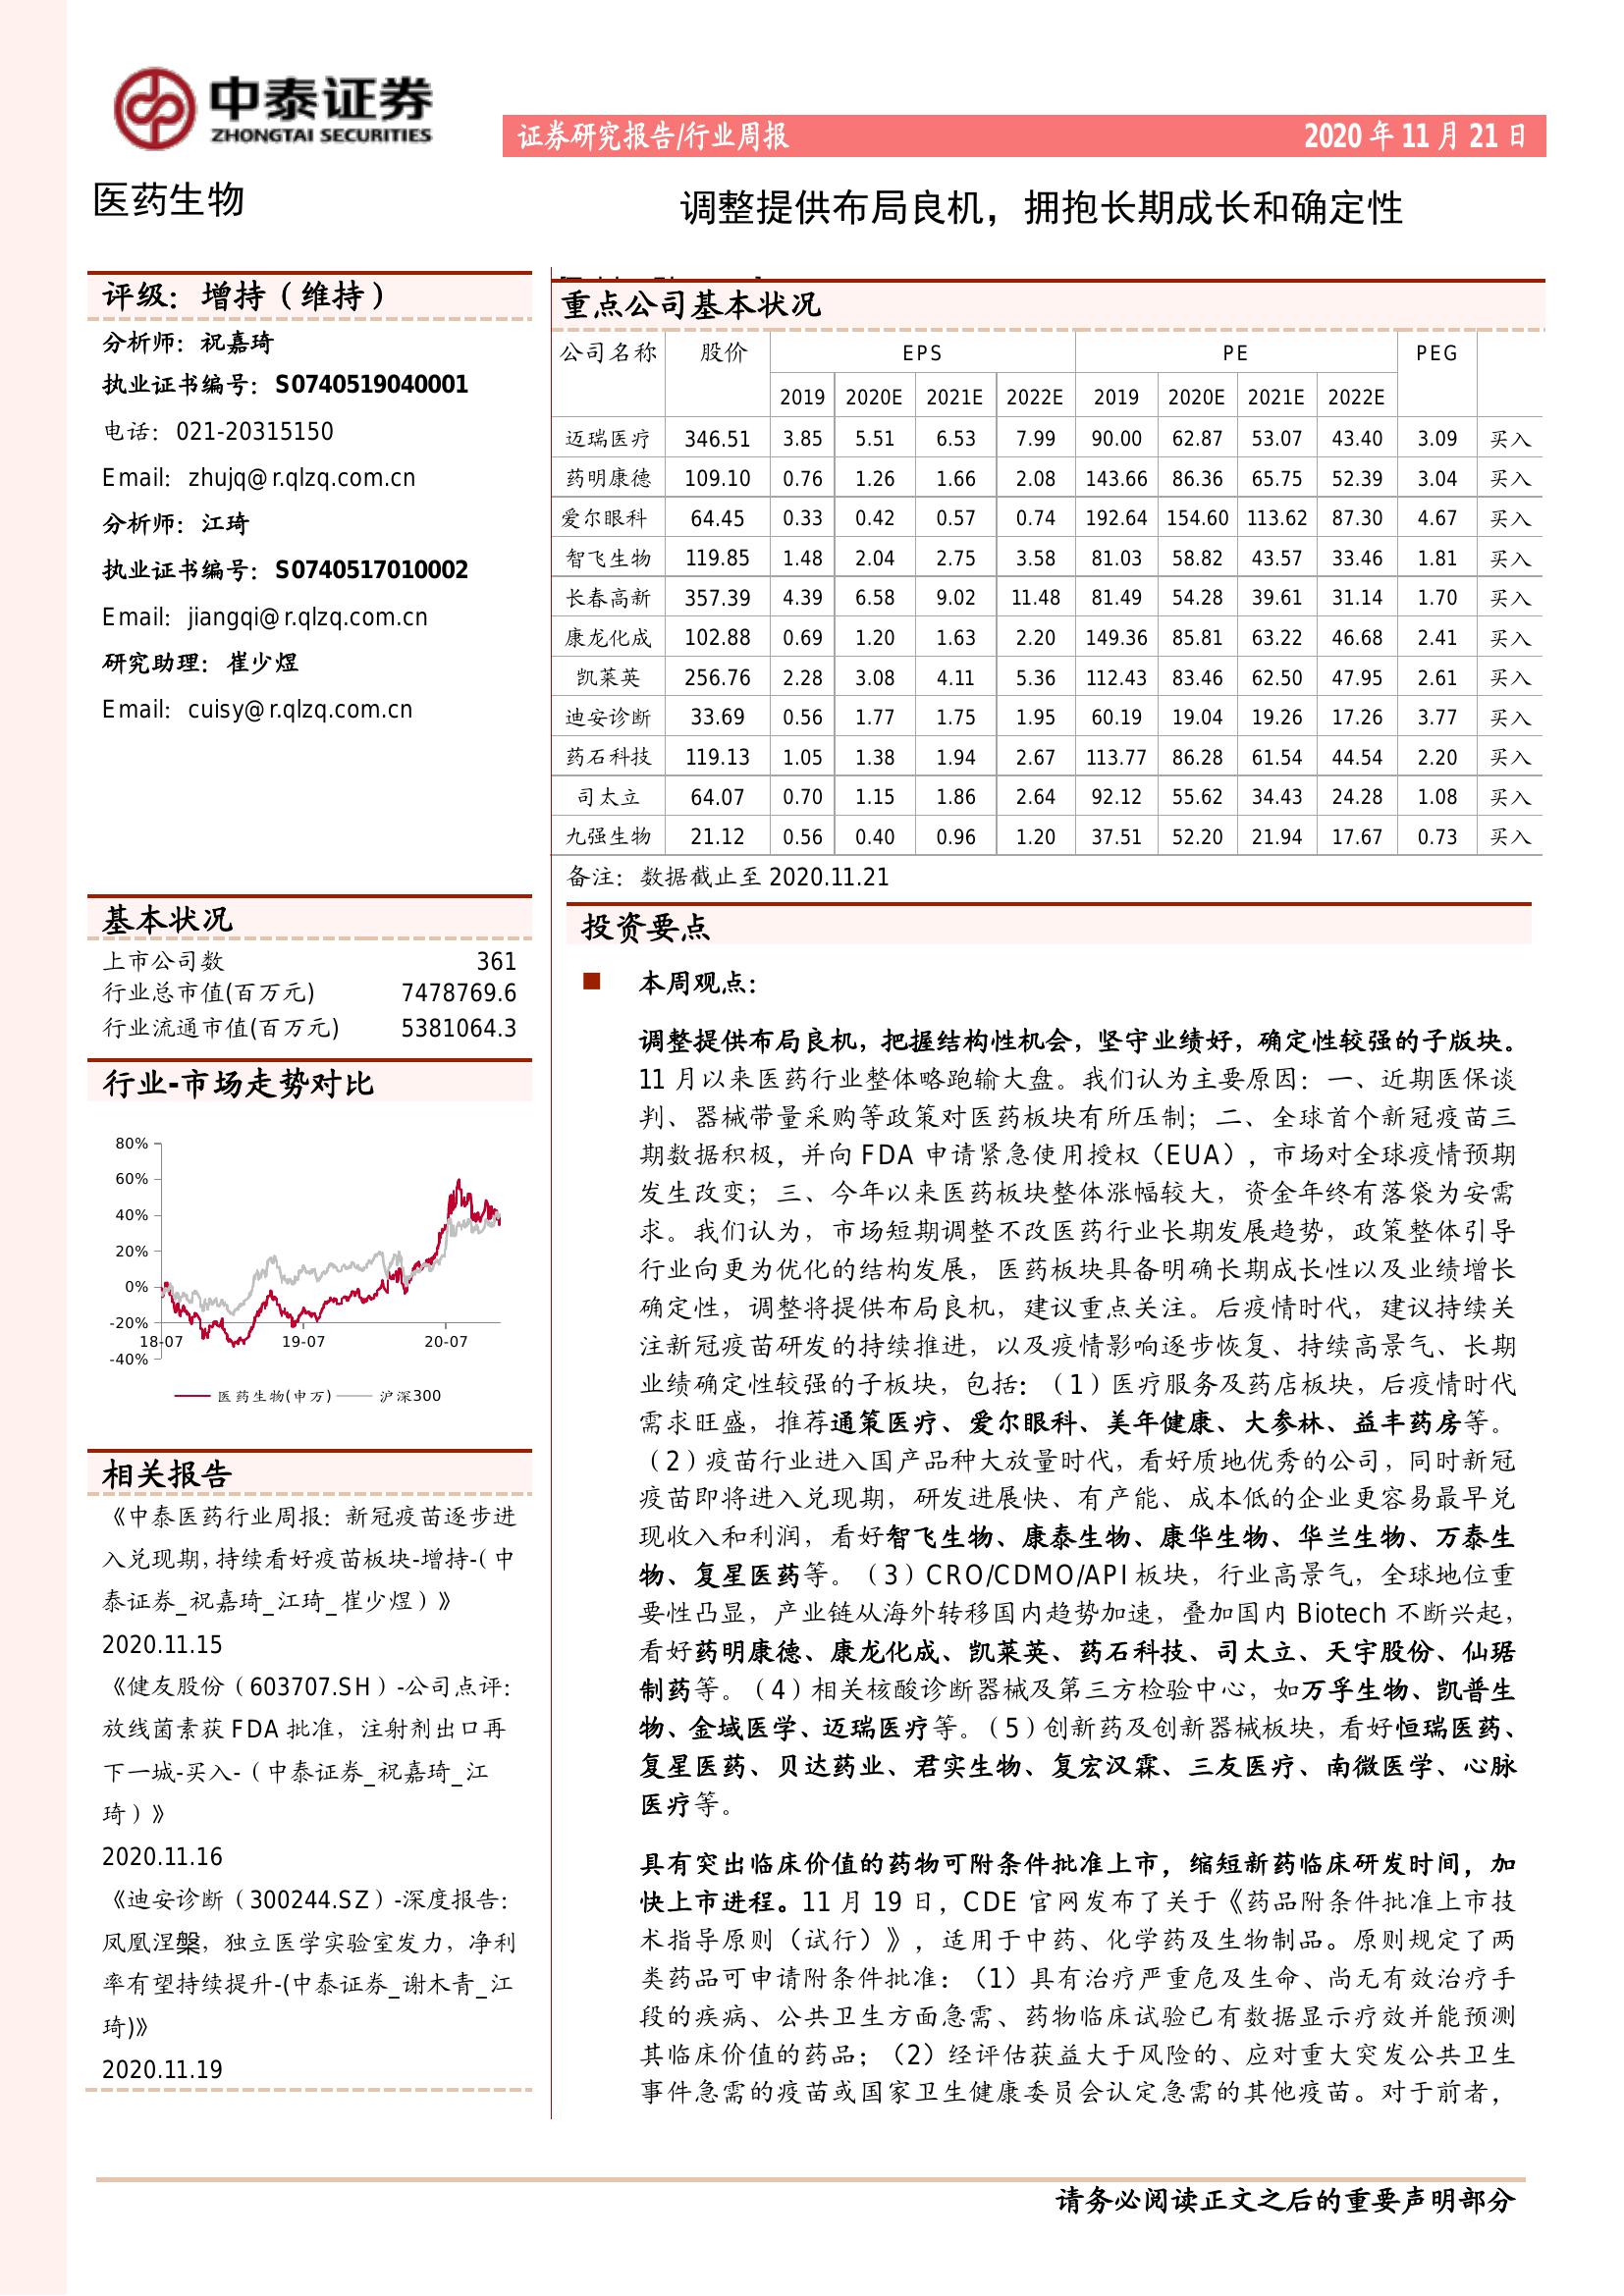 中泰证券
ZHONGTAI SECURITIES
证券研究报告/行业周报 2020 年 11 月 21 日
医药生物
调整提供布局良机，拥抱长期成长和确定性
评级：增持（维持）
分析师：祝嘉琦
执业证书编号：S0740519040001
电话：021-20315150
Email：zhujq@r.qlzq.com.cn
分析师：江琦
执业证书编号：S0740517010002
Email：jiangqi@r.qlzq.com.cn
研究助理：崔少煜
Email：cuisy@r.qlzq.com.cn
基本状况
上市公司数 361
行业总市值(百万元) 7478769.6
行业流通市值(百万元) 5381064.3
行业-市场走势对比
80%
60%
40%
20%
0%
-20%
18-07 19-07 20-07
-40%
医药生物(申万) 沪深300
相关报告
《中泰医药行业周报：新冠疫苗逐步进
入兑现期，持续看好疫苗板块-增持-（中
泰证券_祝嘉琦_江琦_崔少煜）》
2020.11.15
《健友股份（603707.SH）-公司点评：
放线菌素获 FDA 批准，注射剂出口再
下一城-买入-（中泰证券_祝嘉琦_江
琦）》
2020.11.16
《迪安诊断（300244.SZ）-深度报告：
凤凰涅槃，独立医学实验室发力，净利
率有望持续提升-(中泰证券_谢木青_江
琦)》
2020.11.19
重点公司基本状况
公司名称 股价 EPS PE PEG
2019 2020E 2021E 2022E 2019 2020E 2021E 2022E
迈瑞医疗 346.51 3.85 5.51 6.53 7.99 90.00 62.87 53.07 43.40 3.09 买入
药明康德 109.10 0.76 1.26 1.66 2.08 143.66 86.36 65.75 52.39 3.04 买入
爱尔眼科 64.45 0.33 0.42 0.57 0.74 192.64 154.60 113.62 87.30 4.67 买入
智飞生物 119.85 1.48 2.04 2.75 3.58 81.03 58.82 43.57 33.46 1.81 买入
长春高新 357.39 4.39 6.58 9.02 11.48 81.49 54.28 39.61 31.14 1.70 买入
康龙化成 102.88 0.69 1.20 1.63 2.20 149.36 85.81 63.22 46.68 2.41 买入
凯莱英 256.76 2.28 3.08 4.11 5.36 112.43 83.46 62.50 47.95 2.61 买入
迪安诊断 33.69 0.56 1.77 1.75 1.95 60.19 19.04 19.26 17.26 3.77 买入
药石科技 119.13 1.05 1.38 1.94 2.67 113.77 86.28 61.54 44.54 2.20 买入
司太立 64.07 0.70 1.15 1.86 2.64 92.12 55.62 34.43 24.28 1.08 买入
九强生物 21.12 0.56 0.40 0.96 1.20 37.51 52.20 21.94 17.67 0.73 买入
备注：数据截止至 2020.11.21
投资要点
■ 本周观点：
调整提供布局良机，把握结构性机会，坚守业绩好，确定性较强的子版块。
11 月以来医药行业整体略跑输大盘。我们认为主要原因：一、近期医保谈
判、器械带量采购等政策对医药板块有所压制；二、全球首个新冠疫苗三
期数据积极，并向 FDA 申请紧急使用授权（EUA），市场对全球疫情预期
发生改变；三、今年以来医药板块整体涨幅较大，资金年终有落袋为安需
求。我们认为，市场短期调整不改医药行业长期发展趋势，政策整体引导
行业向更为优化的结构发展，医药板块具备明确长期成长性以及业绩增长
确定性，调整将提供布局良机，建议重点关注。后疫情时代，建议持续关
注新冠疫苗研发的持续推进，以及疫情影响逐步恢复、持续高景气、长期
业绩确定性较强的子板块，包括：（1）医疗服务及药店板块，后疫情时代
需求旺盛，推荐通策医疗、爱尔眼科、美年健康、大参林、益丰药房等。
（2）疫苗行业进入国产品种大放量时代，看好质地优秀的公司，同时新冠
疫苗即将进入兑现期，研发进展快、有产能、成本低的企业更容易最早兑
现收入和利润，看好智飞生物、康泰生物、康华生物、华兰生物、万泰生
物、复星医药等。（3）CRO/CDMO/API 板块，行业高景气，全球地位重
要性凸显，产业链从海外转移国内趋势加速，叠加国内 Biotech 不断兴起，
看好药明康德、康龙化成、凯莱英、药石科技、司太立、天宇股份、仙琚
制药等。（4）相关核酸诊断器械及第三方检验中心，如万孚生物、凯普生
物、金域医学、迈瑞医疗等。（5）创新药及创新器械板块，看好恒瑞医药、
复星医药、贝达药业、君实生物、复宏汉霖、三友医疗、南微医学、心脉
医疗等。
具有突出临床价值的药物可附条件批准上市，缩短新药临床研发时间，加
快上市进程。11 月 19 日，CDE 官网发布了关于《药品附条件批准上市技
术指导原则（试行）》，适用于中药、化学药及生物制品。原则规定了两
类药品可申请附条件批准：（1）具有治疗严重危及生命、尚无有效治疗手
段的疾病、公共卫生方面急需、药物临床试验已有数据显示疗效并能预测
其临床价值的药品；（2）经评估获益大于风险的、应对重大突发公共卫生
事件急需的疫苗或国家卫生健康委员会认定急需的其他疫苗。对于前者，
请务必阅读正文之后的重要声明部分